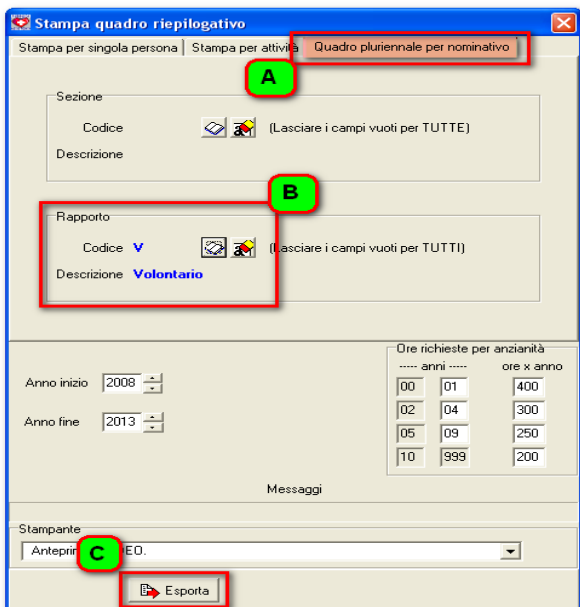 Stampa quadro riepilogativo
Stampa per singola persona Stampa per attività Quadro pluriennale per nominativo
A
Sezione
Codice (Lasciare i campi vuoti per TUTTE)
Descrizione
B
Rapporto
Codice V (Lasciare i campi vuoti per TUTTI)
Descrizione Volontario
Ore richieste per anzianità
----- anni ----- ore x anno
Anno inizio 2008 00 01 400
02 04 300
Anno fine 2013 05 09 250
10 999 200
Messaggi
Stampante
C
Esporta